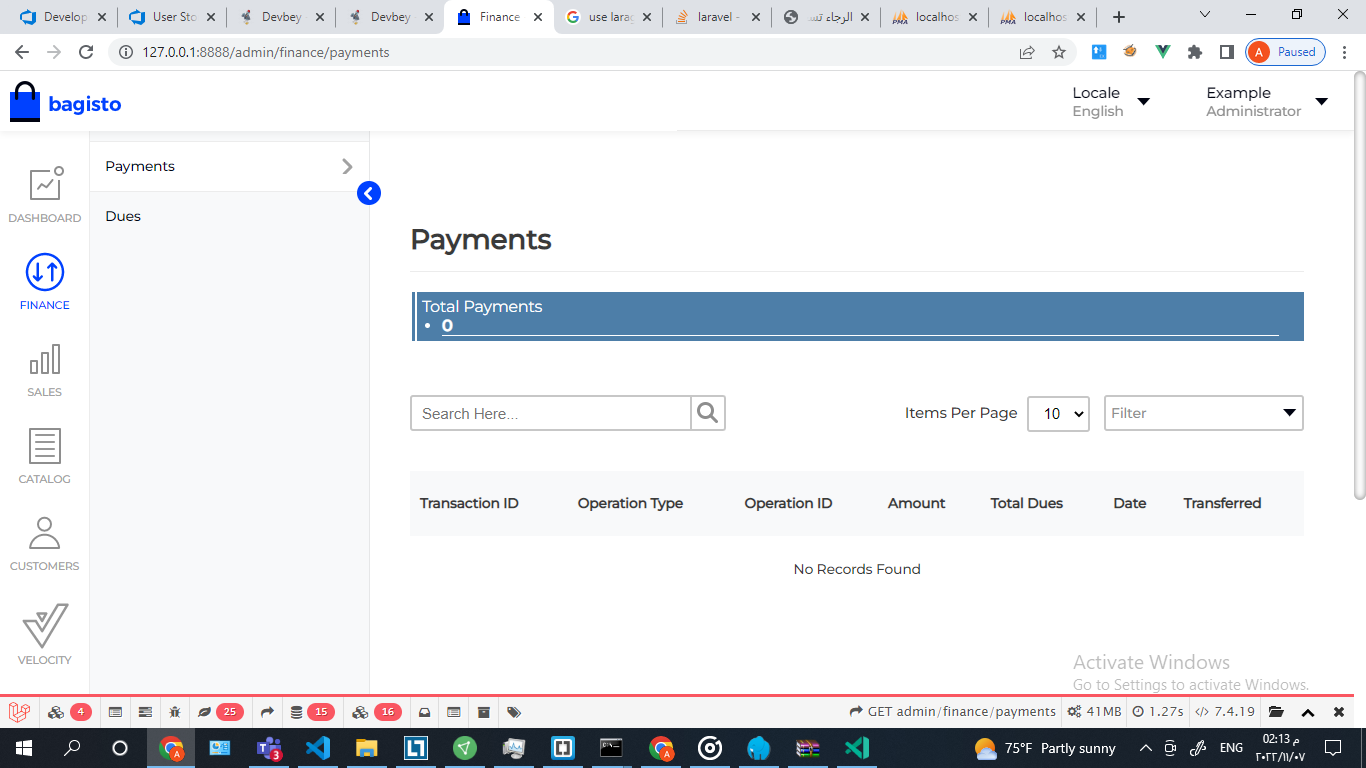 Develop
User Sto
Devbey
Devbey
Finance
use larag
laravel -
الرجاء تس
localhos
localhos
127.0.0.1:8888/admin/finance/payments
A Paused
bagisto
Locale
English
Example
Administrator
Payments
Dues
DASHBOARD
FINANCE
SALES
CATALOG
CUSTOMERS
VELOCITY
Payments
Total Payments
0
Search Here...
Items Per Page 10 Filter
Transaction ID Operation Type Operation ID Amount Total Dues Date Transferred
No Records Found
Activate Windows
Go to Settings to activate Windows.
4 25 15 16 GET admin/finance/payments 41MB 1.27s 7.4.19
75°F Partly sunny ENG
02:13 م
٢٠٢٢/١١/٠٧